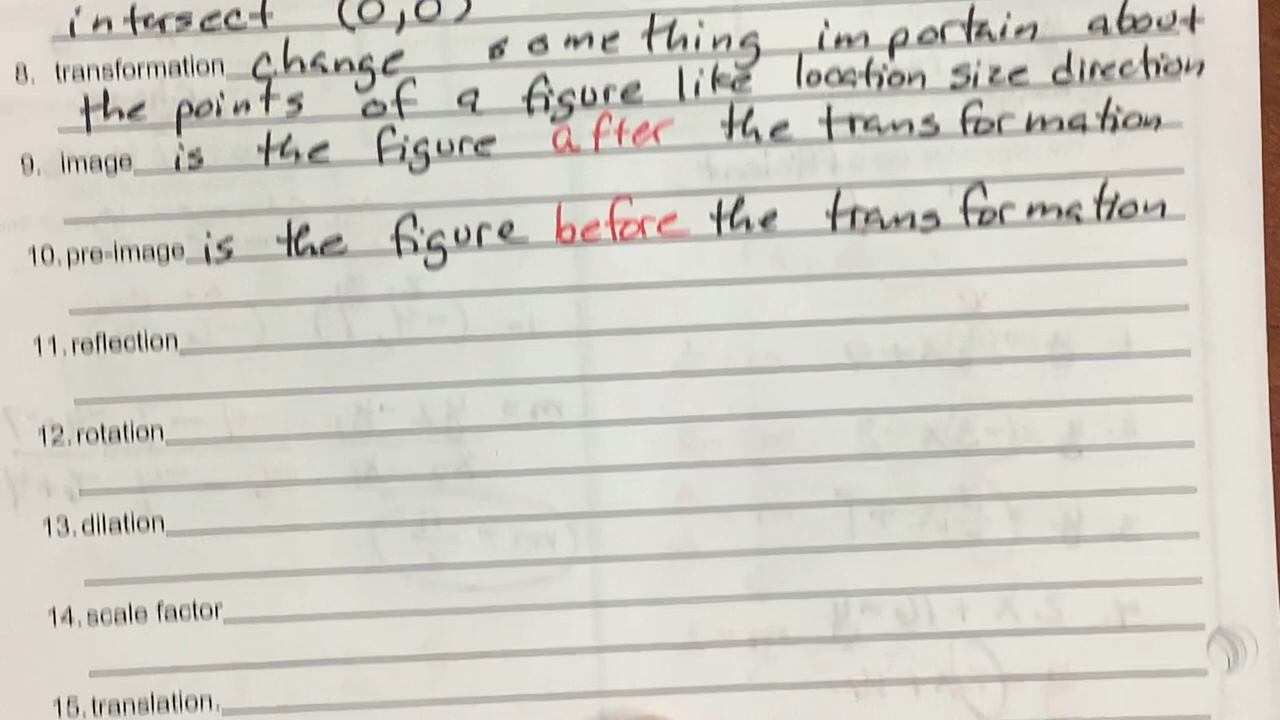 intersect (0,0)
8. transformation change something importain about
the points of a figure like location size direction
9. image is the figure after the transformation
10. pre-image is the figure before the transformation
11. reflection
12. rotation
13. dilation
14. scale factor
15. translation.